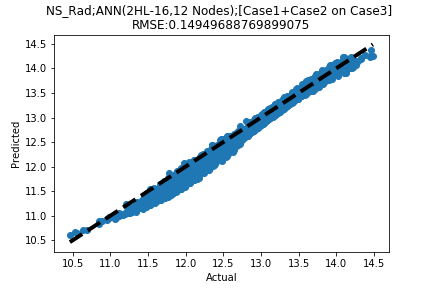 NS_Rad;ANN(2HL-16,12 Nodes);[Case1+Case2 on Case3]
RMSE:0.14949688769899075
14.5
14.0
13.5
13.0
12.5
12.0
11.5
11.0
10.5
Predicted
10.5 11.0 11.5 12.0 12.5 13.0 13.5 14.0 14.5
Actual